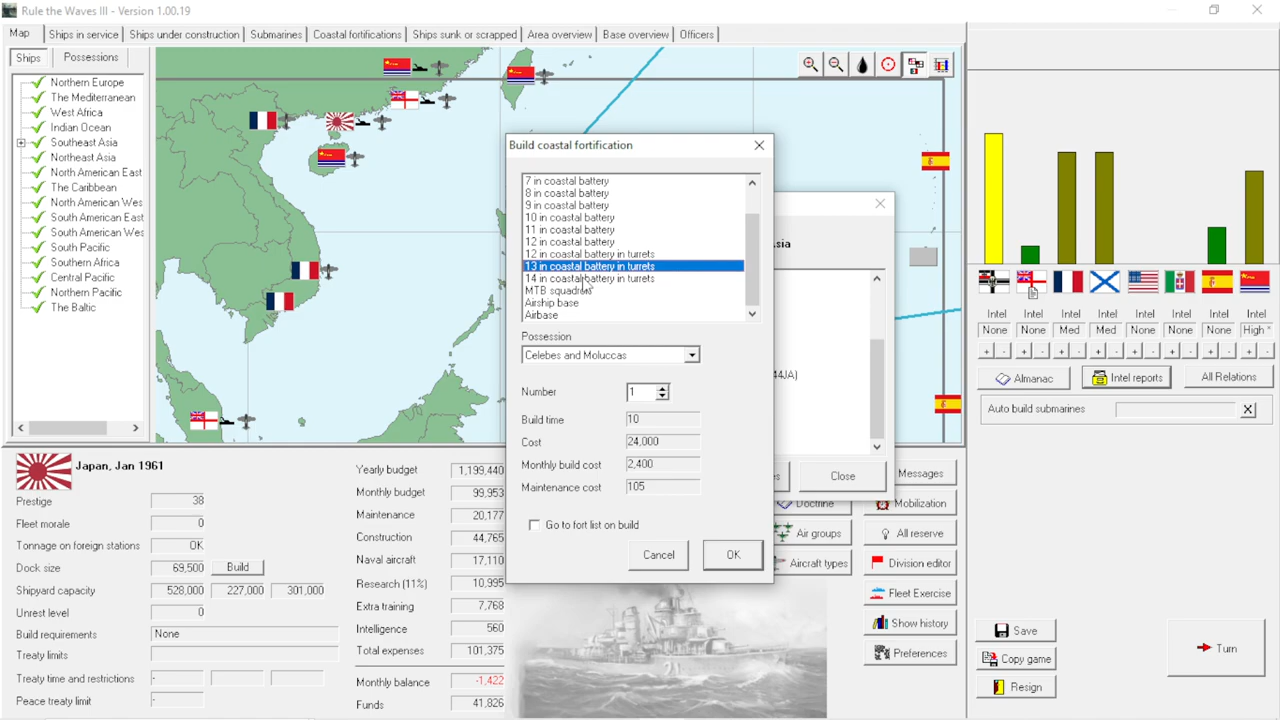 Rule the Waves III - Version 1.00.19
Map
Ships in service
Ships under construction
Submarines
Coastal fortifications
Ships sunk or scrapped
Area overview
Base overview
Officers
Ships
Possessions
Northern Europe
The Mediterranean
West Africa
Indian Ocean
Southeast Asia
Northeast Asia
North American East
The Caribbean
North American Wes
South American East
South American Wes
South Pacific
Southern Africa
Central Pacific
Northern Pacific
The Baltic
Build coastal fortification
7 in coastal battery
8 in coastal battery
9 in coastal battery
10 in coastal battery
11 in coastal battery
12 in coastal battery
12 in coastal battery in turrets
13 in coastal battery in turrets
14 in coastal battery in turrets
MTB squadron
Airship base
Airbase
Possession
Celebes and Moluccas
Number 1
Build time 10
Cost 24,000
Monthly build cost 2,400
Maintenance cost 105
Go to fort list on build
Cancel
OK
sia
44JA)
es
Close
Intel Intel Intel Intel Intel Intel Intel Intel
None None Med Med None None None High *
+ - + - + - + - + - + - + - + -
Almanac
Intel reports
All Relations
Auto build submarines
X
Japan, Jan 1961
Prestige 38
Fleet morale 0
Tonnage on foreign stations OK
Dock size 69,500 Build
Shipyard capacity 528,000 227,000 301,000
Unrest level 0
Build requirements None
Treaty limits
Treaty time and restrictions - - -
Peace treaty limit -
Yearly budget 1,199,440
Monthly budget 99,953
Maintenance 20,177
Construction 44,765
Naval aircraft 17,110
Research (11%) 10,995
Extra training 7,768
Intelligence 560
Total expenses 101,375
Monthly balance -1,422
Funds 41,826
Doctrine
Air groups
Aircraft types
Messages
Mobilization
All reserve
Division editor
Fleet Exercise
Show history
Preferences
21
Save
Copy game
Resign
Turn